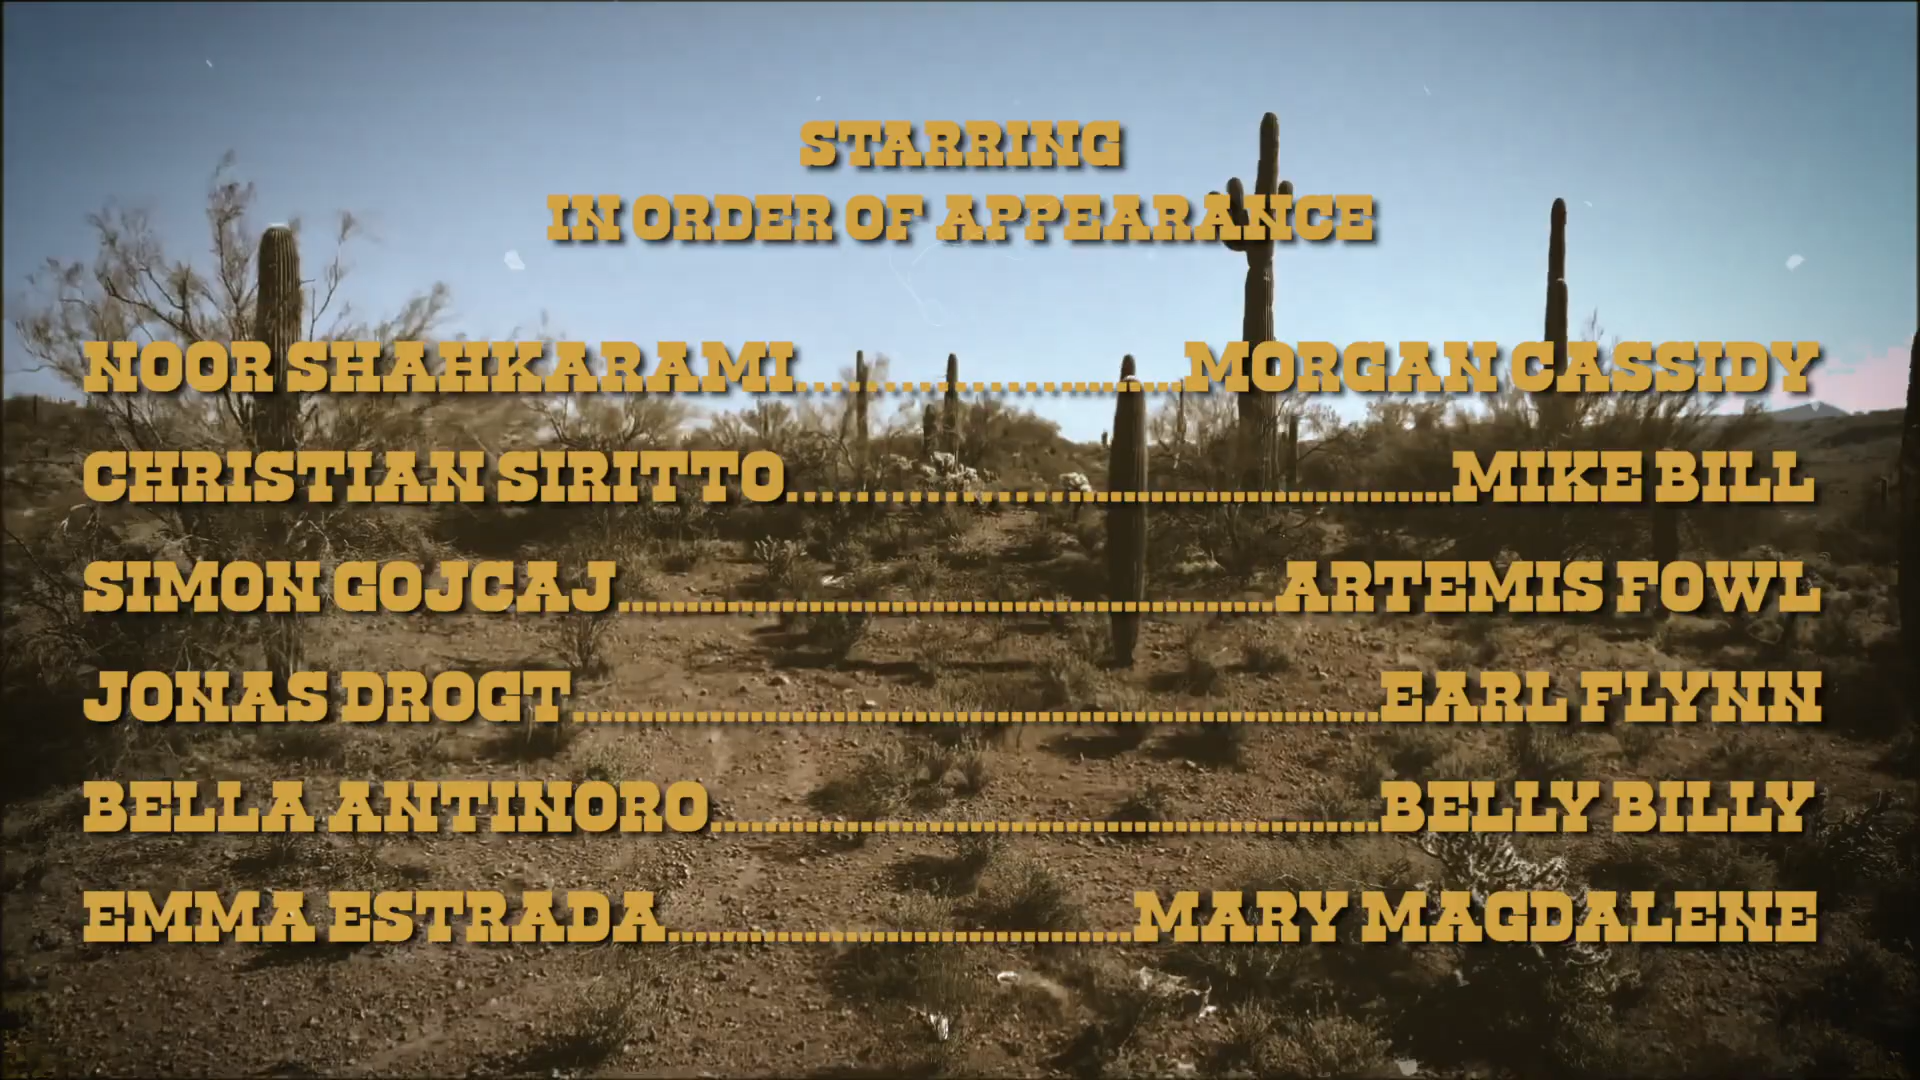 STARRING
IN ORDER OF APPEARANCE
NOOR SHAHKARAMI........................MORGAN CASSIDY
CHRISTIAN SIRITTO..........................................MIKE BILL
SIMON GOJCAJ................................................ARTEMIS FOWL
JONAS DROGT...........................................................EARL FLYNN
BELLA ANTINORO.................................................BELLY BILLY
EMMA ESTRADA..................................MARY MAGDALENE